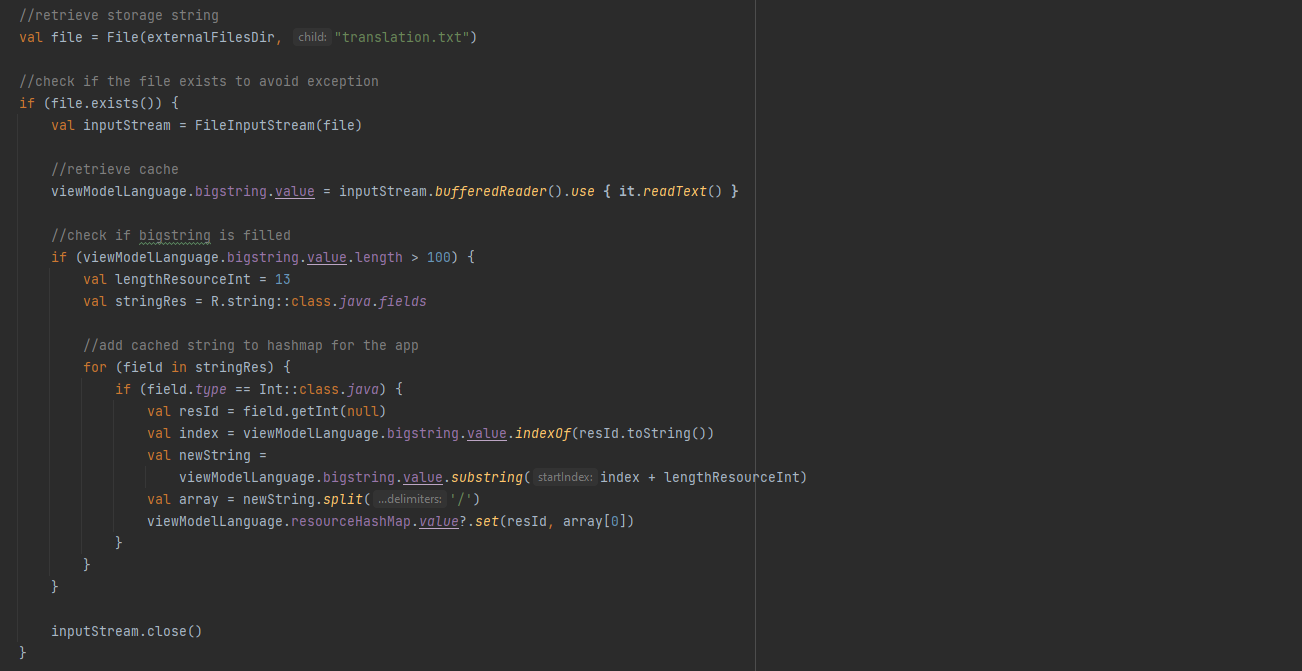 //retrieve storage string
val file = File(externalFilesDir, child: "translation.txt")
//check if the file exists to avoid exception
if (file.exists()) {
val inputStream = FileInputStream(file)
//retrieve cache
viewModelLanguage.bigstring.value = inputStream.bufferedReader().use { it.readText() }
//check if bigstring is filled
if (viewModelLanguage.bigstring.value.length > 100) {
val lengthResourceInt = 13
val stringRes = R.string::class.java.fields
//add cached string to hashmap for the app
for (field in stringRes) {
if (field.type == Int::class.java) {
val resId = field.getInt(null)
val index = viewModelLanguage.bigstring.value.indexOf(resId.toString())
val newString =
viewModelLanguage.bigstring.value.substring( startIndex: index + lengthResourceInt)
val array = newString.split( ...delimiters: '/')
viewModelLanguage.resourceHashMap.value?.set(resId, array[0])
}
}
}
inputStream.close()
}